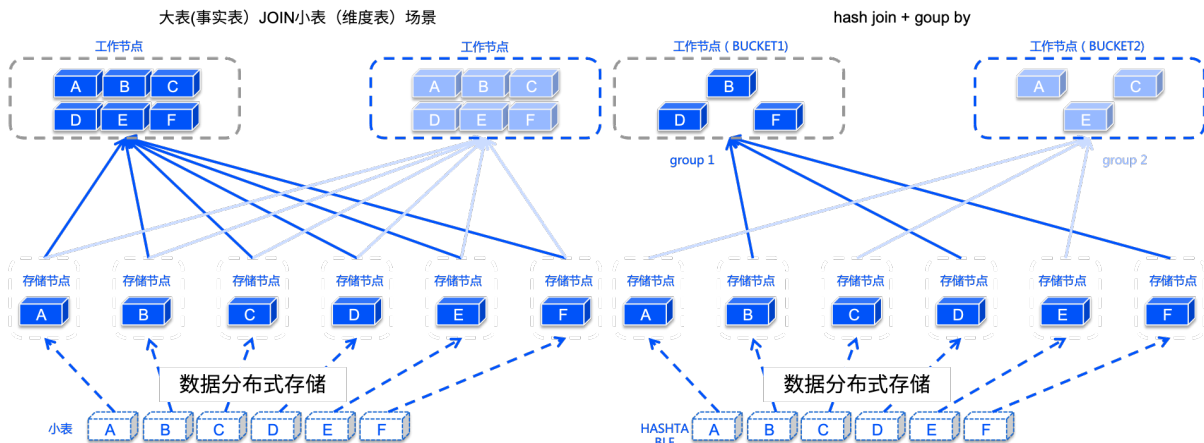 大表(事实表）JOIN小表（维度表）场景
hash join + goup by
工作节点
工作节点
工作节点 ( BUCKET1)
工作节点 ( BUCKET2)
A B C
D E F
A B C
D E F
B
D F
A C
E
group 1
group 2
存储节点 存储节点 存储节点 存储节点 存储节点 存储节点
A B C D E F
存储节点 存储节点 存储节点 存储节点 存储节点 存储节点
A B C D E F
数据分布式存储
数据分布式存储
小表 A B C D E F
HASHTA
BLE
A B C D E F